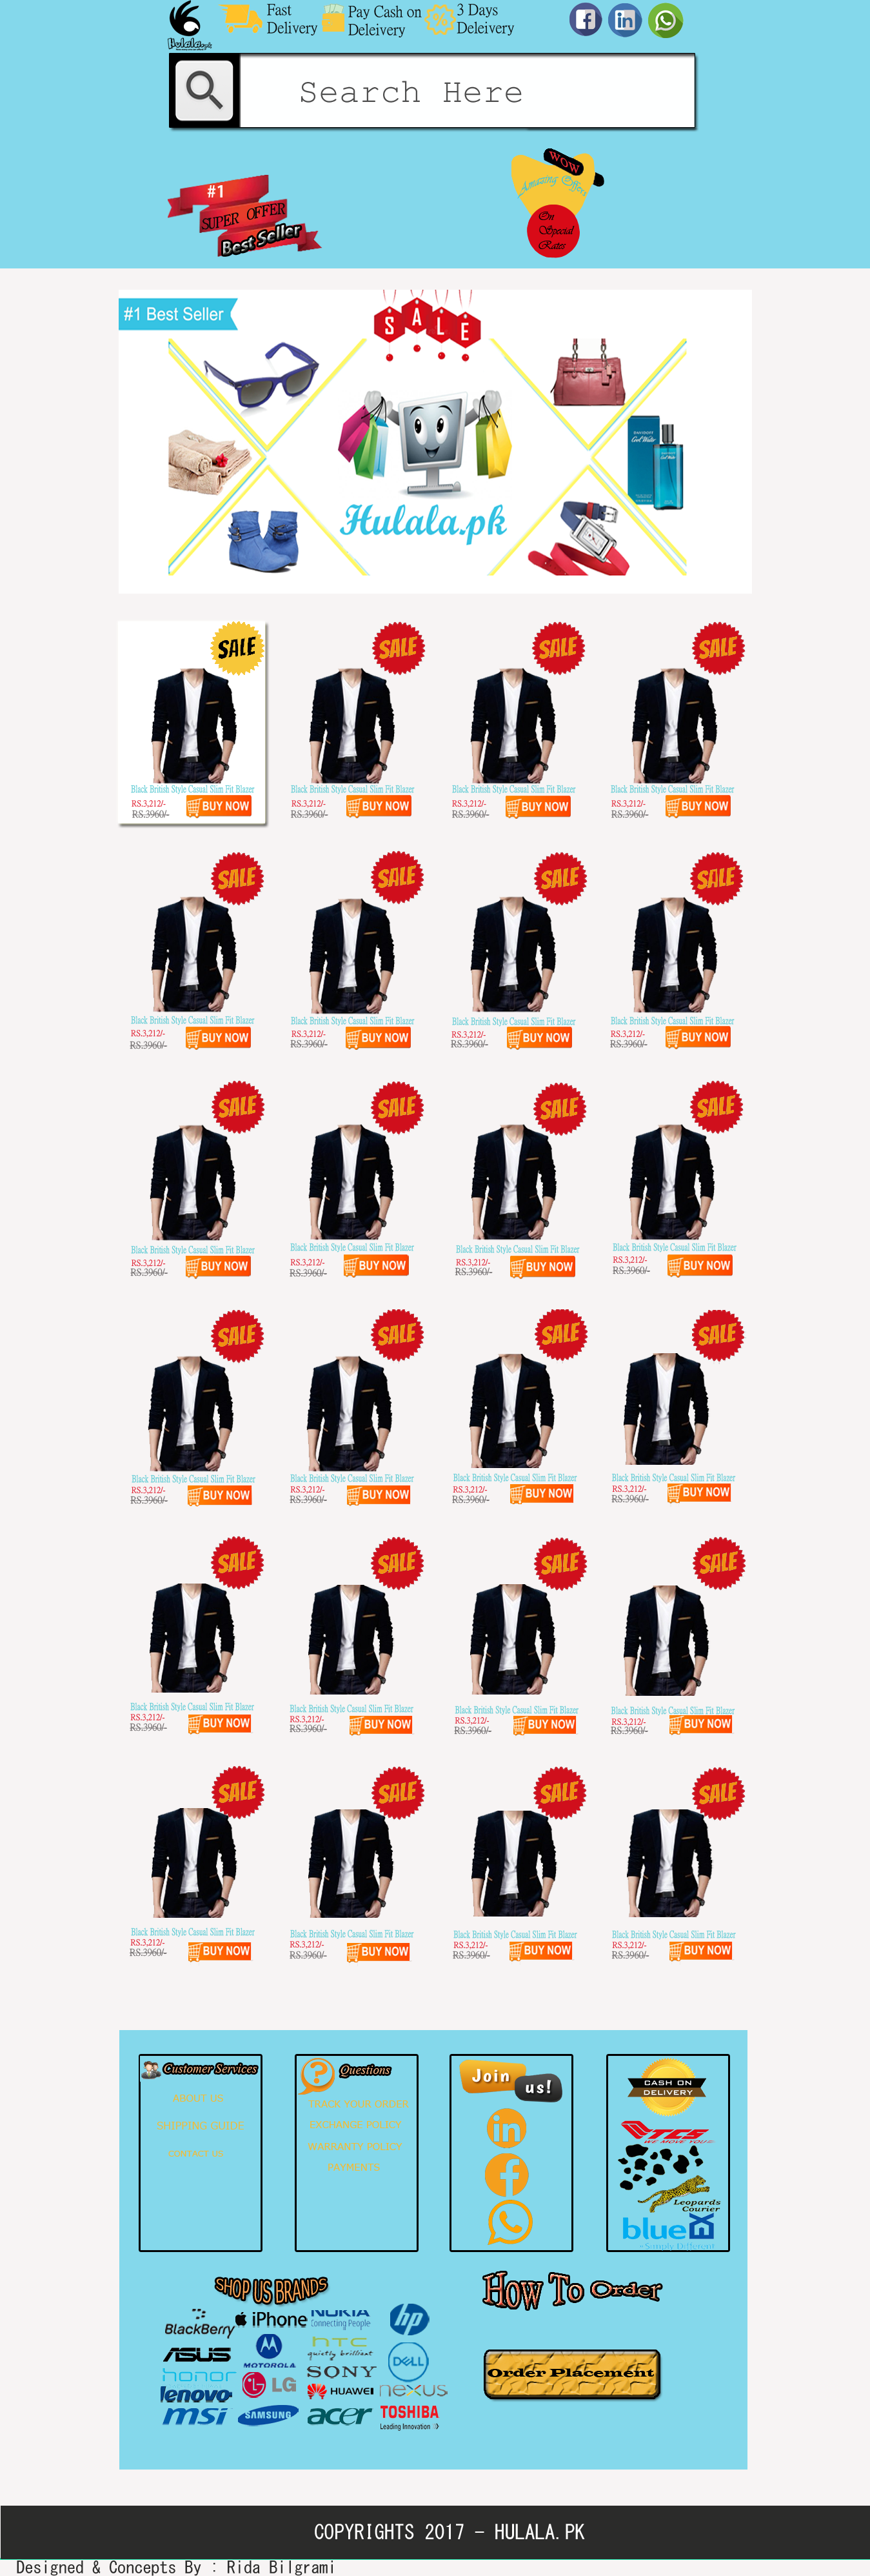 Fast
Delivery
Pay Cash on
Deleivery
3 Days
Deleivery
Hulala.pk
Search Here
WOW
Amazing Offers
On
Special
Rates
#1
SUPER OFFER
Best Seller
#1 Best Seller
SALE
DAVIDOFF
Cool Water
Hulala.pk
SALE SALE SALE SALE
Black British Style Casual Slim Fit Blazer Black British Style Casual Slim Fit Blazer Black British Style Casual Slim Fit Blazer Black British Style Casual Slim Fit Blazer
RS.3,212/- BUY NOW RS.3,212/- BUY NOW RS.3,212/- BUY NOW RS.3,212/- BUY NOW
RS.3960/- RS.3960/- RS.3960/- RS.3960/-
SALE SALE SALE SALE
Black British Style Casual Slim Fit Blazer Black British Style Casual Slim Fit Blazer Black British Style Casual Slim Fit Blazer Black British Style Casual Slim Fit Blazer
RS.3,212/- BUY NOW RS.3,212/- BUY NOW RS.3,212/- BUY NOW RS.3,212/- BUY NOW
RS.3960/- RS.3960/- RS.3960/- RS.3960/-
SALE SALE SALE SALE
Black British Style Casual Slim Fit Blazer Black British Style Casual Slim Fit Blazer Black British Style Casual Slim Fit Blazer Black British Style Casual Slim Fit Blazer
RS.3,212/- BUY NOW RS.3,212/- BUY NOW RS.3,212/- BUY NOW RS.3,212/- BUY NOW
RS.3960/- RS.3960/- RS.3960/- RS.3960/-
SALE SALE SALE SALE
Black British Style Casual Slim Fit Blazer Black British Style Casual Slim Fit Blazer Black British Style Casual Slim Fit Blazer Black British Style Casual Slim Fit Blazer
RS.3,212/- BUY NOW RS.3,212/- BUY NOW RS.3,212/- BUY NOW RS.3,212/- BUY NOW
RS.3960/- RS.3960/- RS.3960/- RS.3960/-
SALE SALE SALE SALE
Black British Style Casual Slim Fit Blazer Black British Style Casual Slim Fit Blazer Black British Style Casual Slim Fit Blazer Black British Style Casual Slim Fit Blazer
RS.3,212/- BUY NOW RS.3,212/- BUY NOW RS.3,212/- BUY NOW RS.3,212/- BUY NOW
RS.3960/- RS.3960/- RS.3960/- RS.3960/-
SALE SALE SALE SALE
Black British Style Casual Slim Fit Blazer Black British Style Casual Slim Fit Blazer Black British Style Casual Slim Fit Blazer Black British Style Casual Slim Fit Blazer
RS.3,212/- BUY NOW RS.3,212/- BUY NOW RS.3,212/- BUY NOW RS.3,212/- BUY NOW
RS.3960/- RS.3960/- RS.3960/- RS.3960/-
Customer Services
ABOUT US
SHOPPING GUIDE
CONTACT US
Questions
TRACK YOUR ORDER
EXCHANGE POLICY
WARRANTY POLICY
PAYMENTS
Join
us!
CASH ON
DELIVERY
TCS
WE MOVE YOU!
Leopards
Courier
blueEX
Simply Different
SHOP US BRANDS
BlackBerry iPhone NOKIA
Connecting People
hp
ASUS MOTOROLA htc
quietly brilliant
DELL
honor LG SONY
lenovo HUAWEI nexus
msi SAMSUNG acer TOSHIBA
Leading Innovation
How To Order
Order Placement
COPYRIGHTS 2017 - HULALA.PK
Designed & Concepts By : Rida Bilgrami